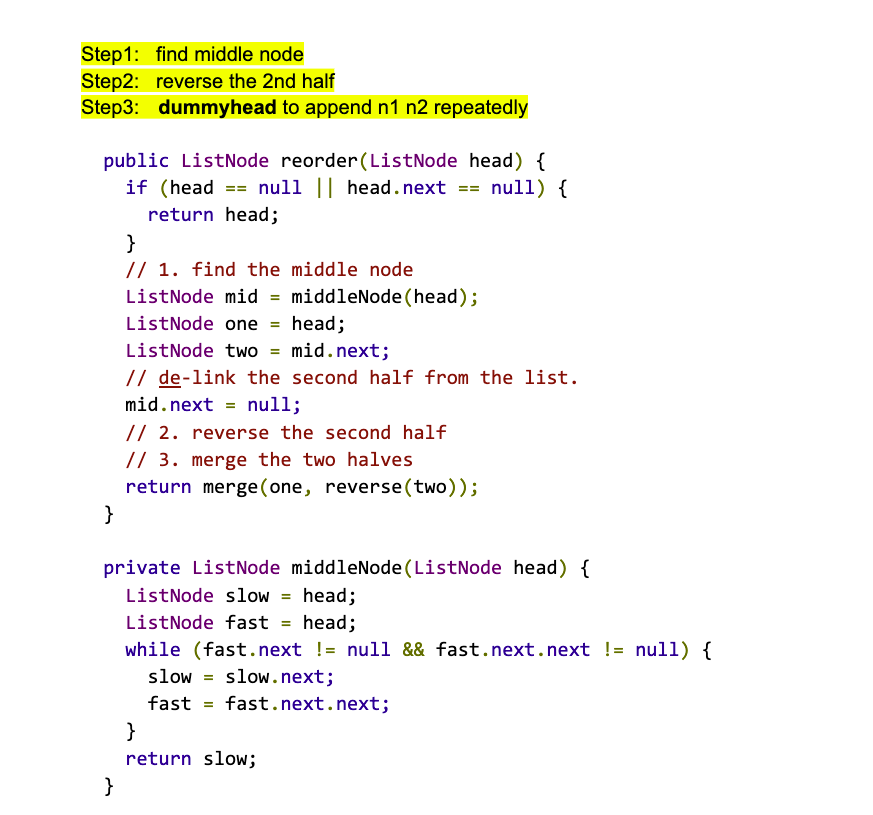 Step1: find middle node
Step2: reverse the 2nd half
Step3: dummyhead to append n1 n2 repeatedly
public ListNode reorder(ListNode head) {
if (head == null || head.next == null) {
return head;
}
// 1. find the middle node
ListNode mid = middleNode(head);
ListNode one = head;
ListNode two = mid.next;
// de-link the second half from the list.
mid.next = null;
// 2. reverse the second half
// 3. merge the two halves
return merge(one, reverse(two));
}
private ListNode middleNode(ListNode head) {
ListNode slow = head;
ListNode fast = head;
while (fast.next != null && fast.next.next != null) {
slow = slow.next;
fast = fast.next.next;
}
return slow;
}